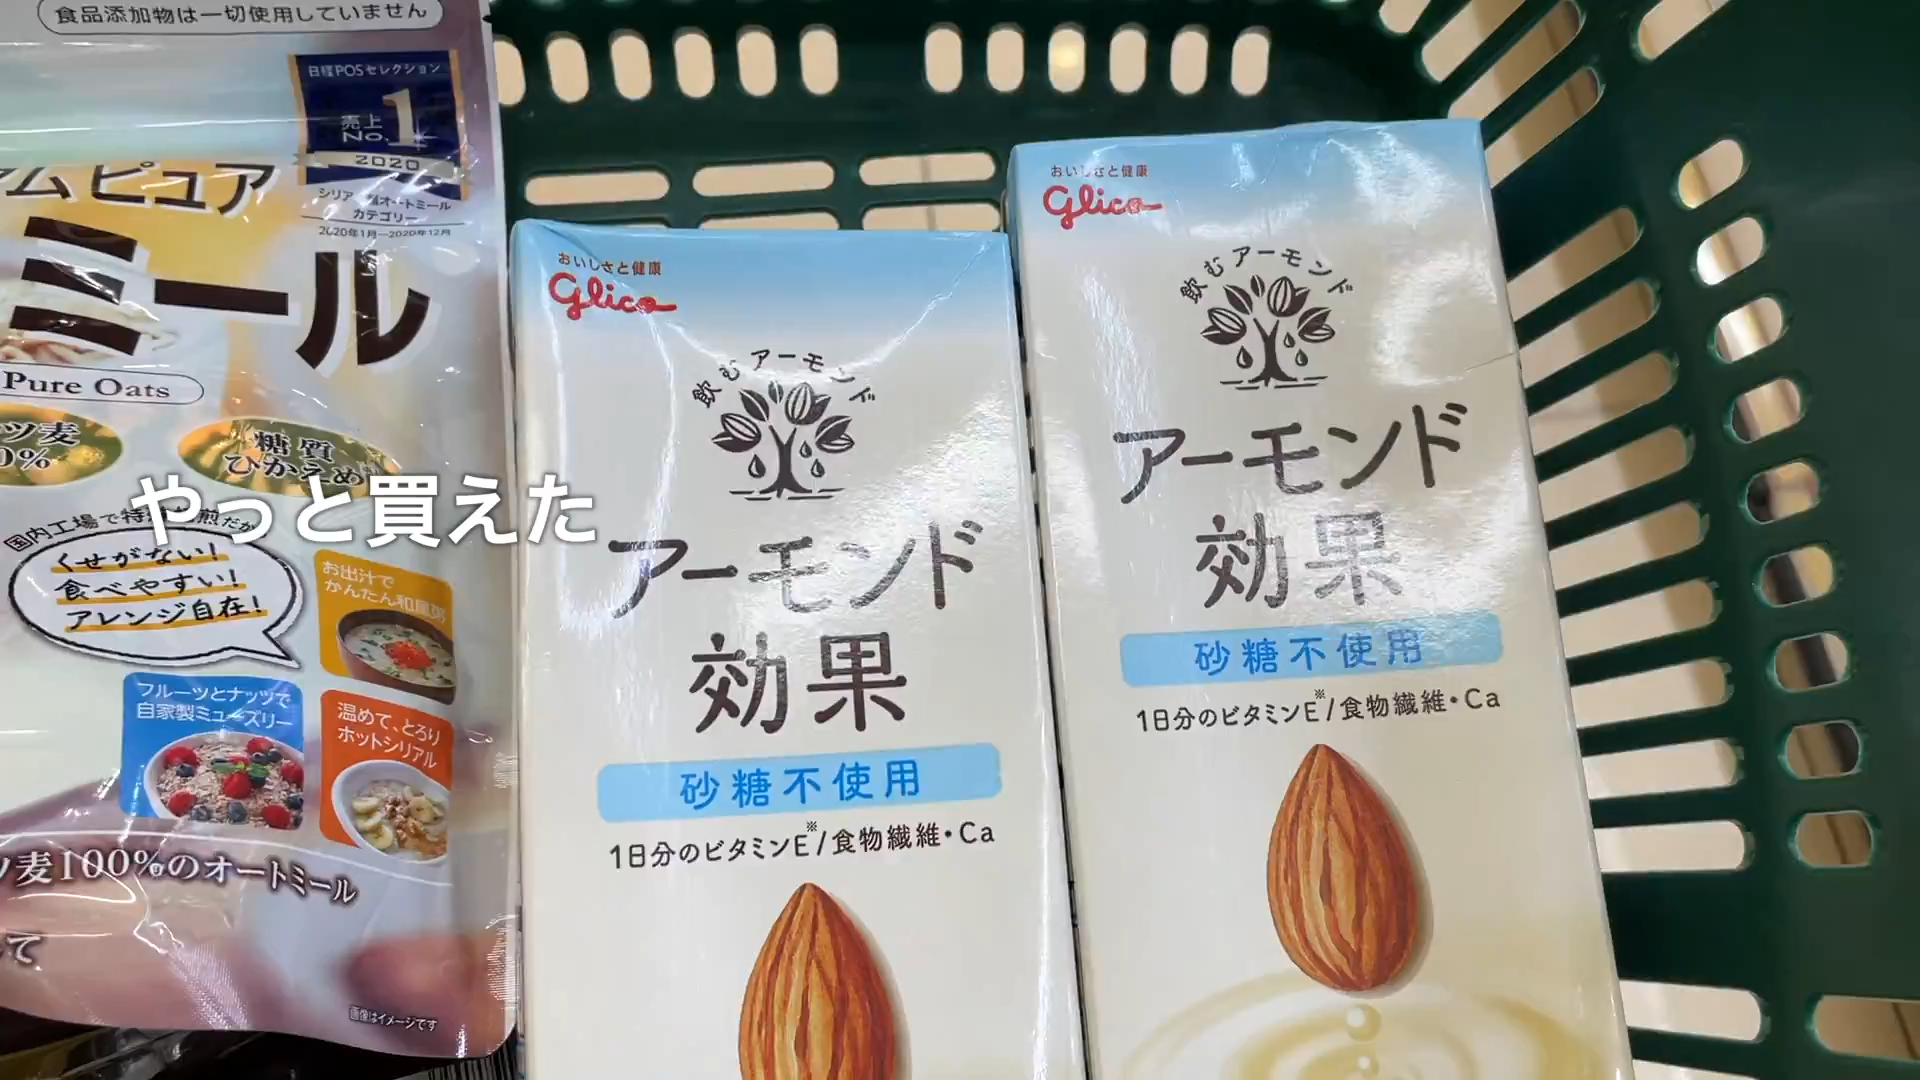 食品添加物は一切使用していません
日経POSセレクション
売上
No.1
2020
オートミール
カテゴリー
2020年1月―2020年12月
ムピュア
ミール
Pure Oats
ツ麦
0%
糖質
ひかえめ
やっと買えた
国内工場で
くせがない!
食べやすい!
アレンジ自在!
お出汁で
かんたん和風粥
フルーツとナッツで
自家製ミューズリー
温めて、とろり
ホットシリアル
麦100%のオートミール
て
画像はイメージです
おいしさと健康
Glico
飲むアーモンド
アーモンド
効果
砂糖不使用
1日分のビタミンE※/食物繊維・Ca
おいしさと健康
Glico
飲むアーモンド
アーモンド
効果
砂糖不使用
1日分のビタミンE※/食物繊維・Ca